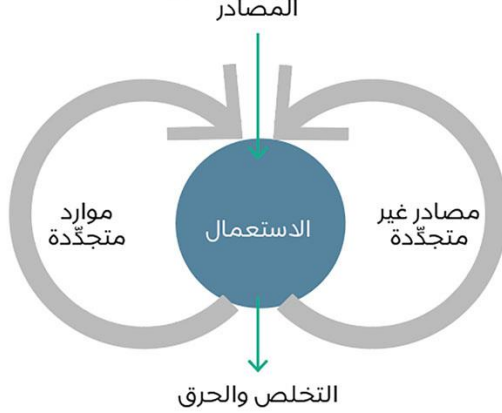 المصادر
مصادر غير
متجدّدة
الاستعمال
موارد
متجدّدة
التخلص والحرق